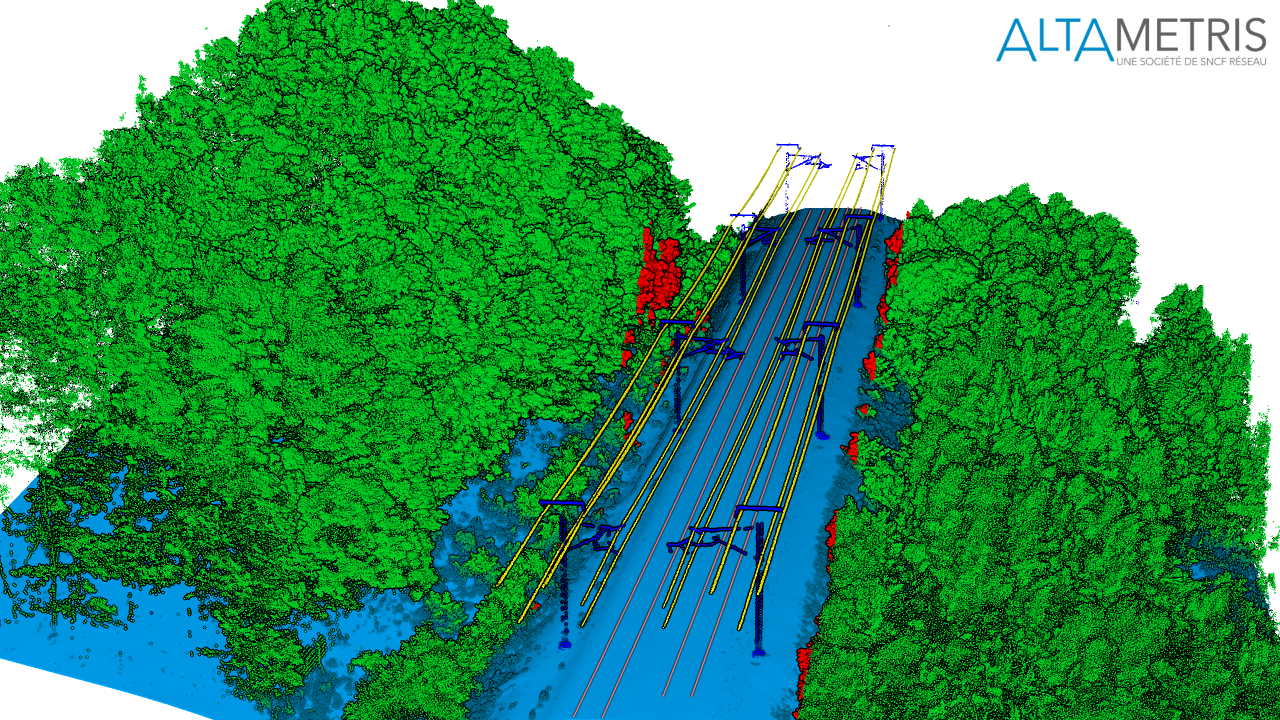 ALTAMETRIS
UNE SOCIÉTÉ DE SNCF RÉSEAU